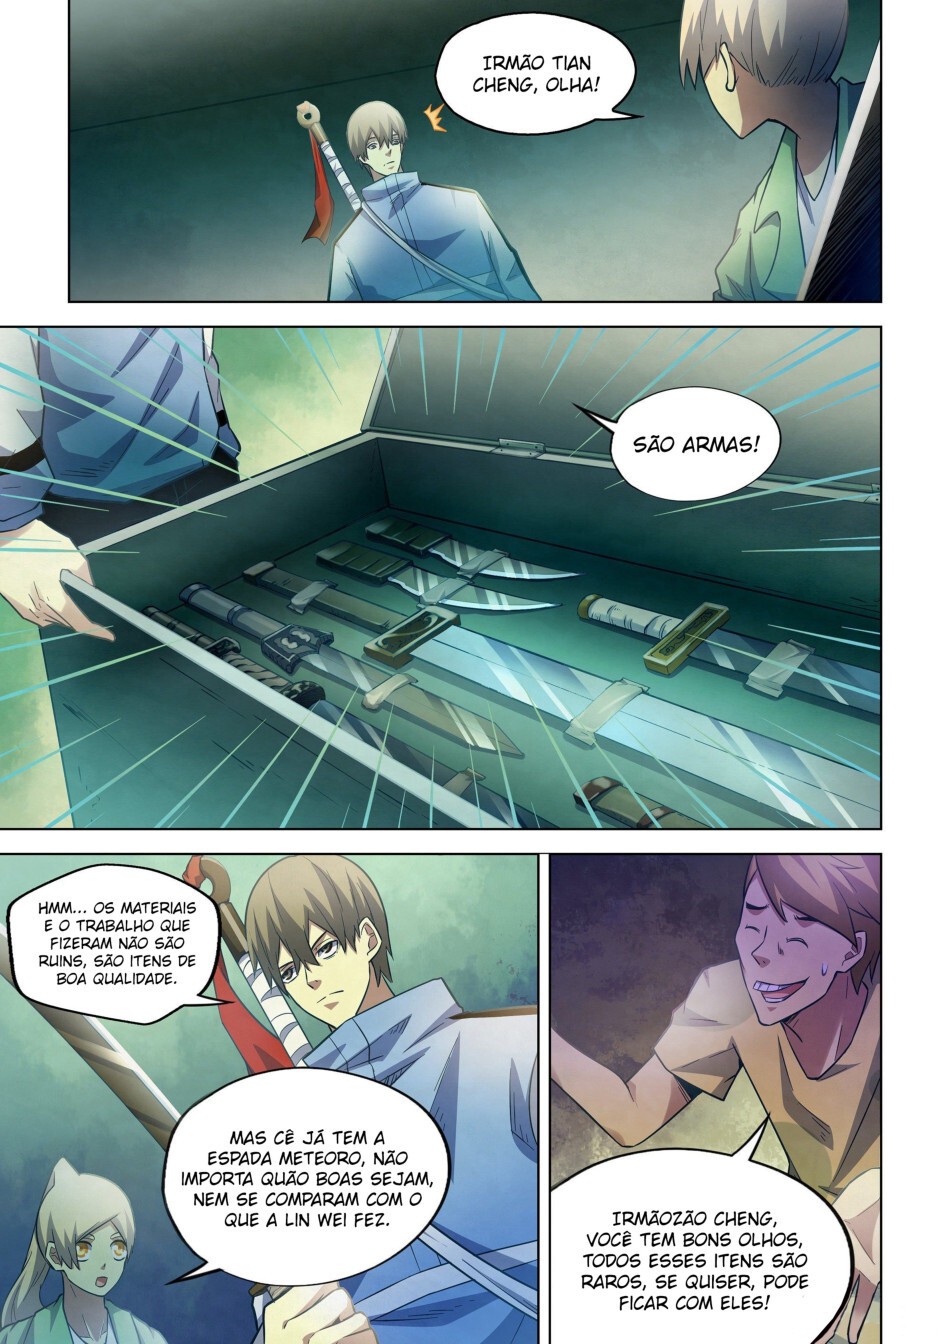 IRMÃO TIAN
CHENG, OLHA!
SÃO ARMAS!
HMM... OS MATERIAIS
E O TRABALHO QUE
FIZERAM NÃO SÃO
RUINS, SÃO ITENS DE
BOA QUALIDADE.
MAS CÊ JÁ TEM A
ESPADA METEORO, NÃO
IMPORTA QUÃO BOAS SEJAM,
NEM SE COMPARAM COM O
QUE A LIN WEI FEZ.
IRMÃOZÃO CHENG,
VOCÊ TEM BONS OLHOS,
TODOS ESSES ITENS SÃO
RAROS, SE QUISER, PODE
FICAR COM ELES!